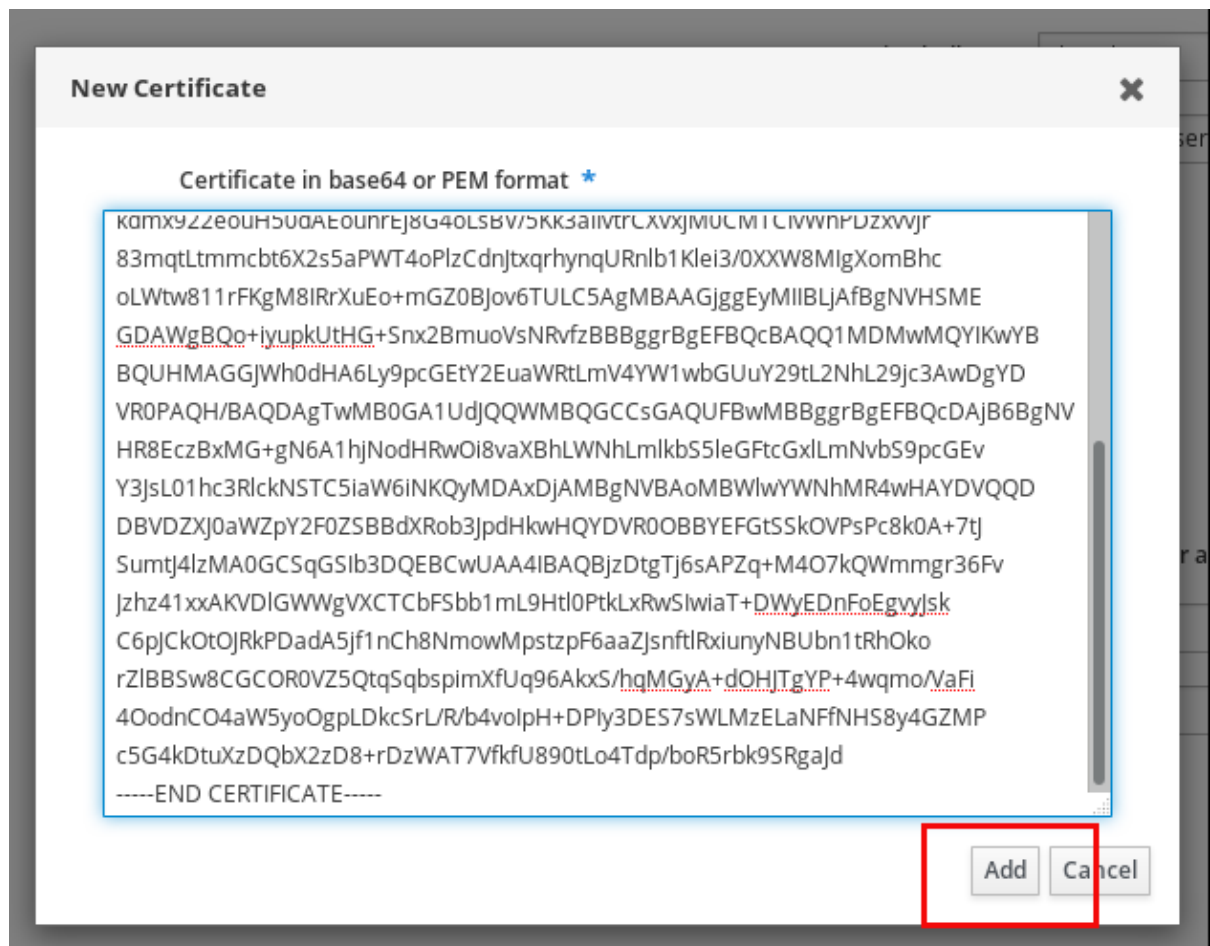 New Certificate
ser
Certificate in base64 or PEM format *
83mqtLtmmcbt6X2s5aPWT4oPlzCdnJtxqrhynqURnlb1Klei3/0XXW8MIgXomBhc
oLWtw811rFKgM8IRrXuEo+mGZ0BJov6TULC5AgMBAAGjggEyMIIBLjAfBgNVHSME
GDAWgBQo+iyupkUtHG+Snx2BmuoVsNRvfzBBBggrBgEFBQcBAQQ1MDMwMQYIKwYB
BQUHMAGGJWh0dHA6Ly9pcGEtY2EuaWRtLmV4YW1wbGUuY29tL2NhL29jc3AwDgYD
VR0PAQH/BAQDAgTwMB0GA1UdJQQWMBQGCCsGAQUFBwMBBggrBgEFBQcDAjB6BgNV
HR8EczBxMG+gN6A1hjNodHRwOi8vaXBhLWNhLmlkbS5leGFtcGxlLmNvbS9pcGEv
Y3JsL01hc3RlckNSTC5iaW6iNKQyMDAxDjAMBgNVBAoMBWlwYWNhMR4wHAYDVQQD
DBVDZXJ0aWZpY2F0ZSBBdXRob3JpdHkwHQYDVR0OBBYEFGtSSkOVPsPc8k0A+7tJ
SumtJ4lzMA0GCSqGSIb3DQEBCwUAA4IBAQBjzDtgTj6sAPZq+M4O7kQWmmgr36Fv
r a
Jzhz41xxAKVDlGWWgVXCTCbFSbb1mL9Htl0PtkLxRwSIwiaT+DWyEDnFoEgvyJsk
C6pJCkOtOJRkPDadA5jf1nCh8NmowMpstzpF6aaZJsnftlRxiunyNBUbn1tRhOko
rZlBBSw8CGCOR0VZ5QtqSqbspimXfUq96AkxS/hqMGyA+dOHJTgYP+4wqmo/VaFi
4OodnCO4aW5yoOgpLDkcSrL/R/b4voIpH+DPIy3DES7sWLMzELaNFfNHS8y4GZMP
c5G4kDtuXzDQbX2zD8+rDzWAT7VfkfU890tLo4Tdp/boR5rbk9SRgaJd
-----END CERTIFICATE-----
Add Cancel